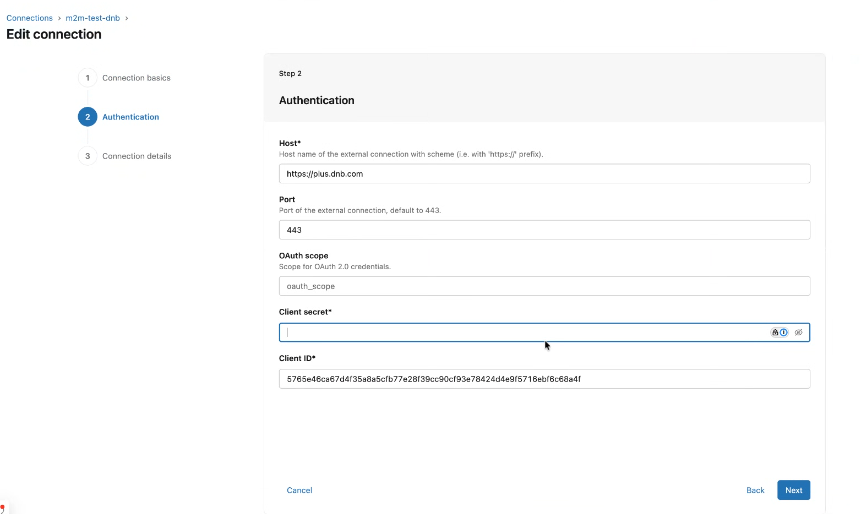 Connections › m2m-test-dnb ›
Edit connection
1 Connection basics
2 Authentication
3 Connection details
Step 2
Authentication
Host*
Host name of the external connection with scheme (i.e. with 'https://' prefix).
https://plus.dnb.com
Port
Port of the external connection, default to 443.
443
OAuth scope
Scope for OAuth 2.0 credentials.
oauth_scope
Client secret*
Client ID*
5765e46ca67d4f35a8a5cfb77e28f39cc90cf93e78424d4e9f5716ebf6c68a4f
Cancel
Back
Next